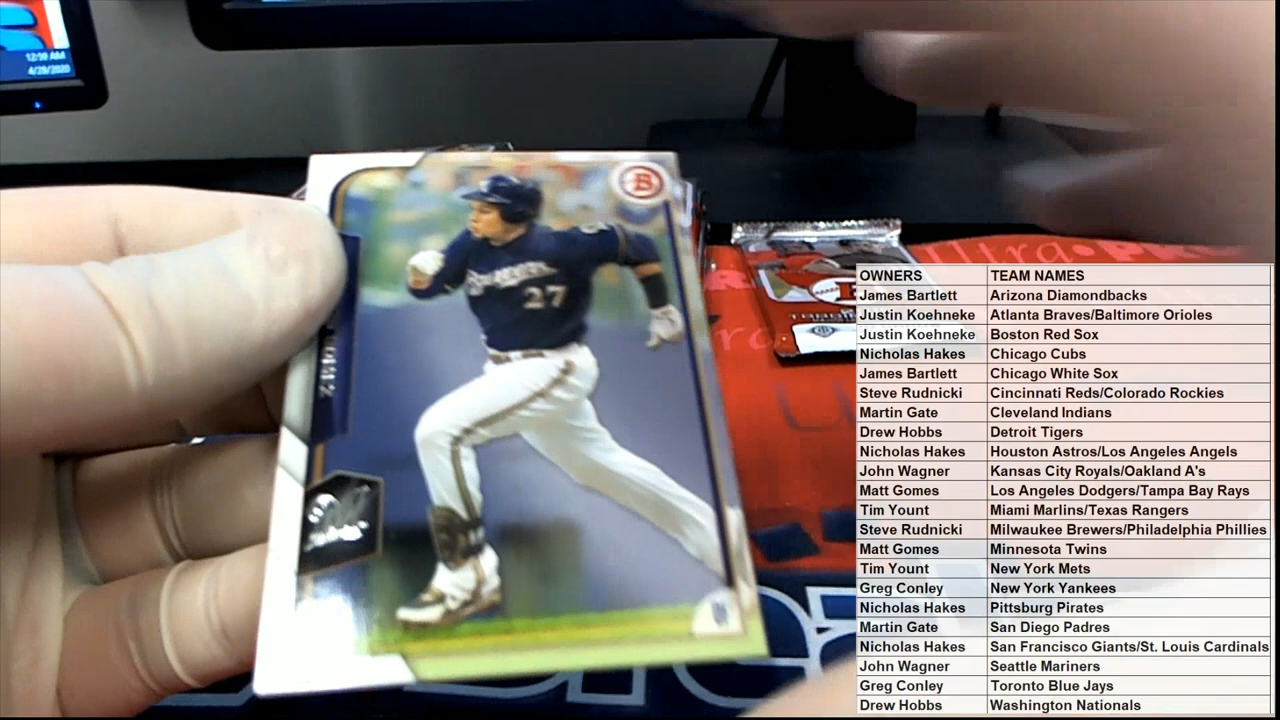 12:59 AM
4/29/2020
B
27
OWNERS TEAM NAMES
James Bartlett Arizona Diamondbacks
Justin Koehneke Atlanta Braves/Baltimore Orioles
Justin Koehneke Boston Red Sox
Nicholas Hakes Chicago Cubs
James Bartlett Chicago White Sox
Steve Rudnicki Cincinnati Reds/Colorado Rockies
Martin Gate Cleveland Indians
Drew Hobbs Detroit Tigers
Nicholas Hakes Houston Astros/Los Angeles Angels
John Wagner Kansas City Royals/Oakland A's
Matt Gomes Los Angeles Dodgers/Tampa Bay Rays
Tim Yount Miami Marlins/Texas Rangers
Steve Rudnicki Milwaukee Brewers/Philadelphia Phillies
Matt Gomes Minnesota Twins
Tim Yount New York Mets
Greg Conley New York Yankees
Nicholas Hakes Pittsburg Pirates
Martin Gate San Diego Padres
Nicholas Hakes San Francisco Giants/St. Louis Cardinals
John Wagner Seattle Mariners
Greg Conley Toronto Blue Jays
Drew Hobbs Washington Nationals